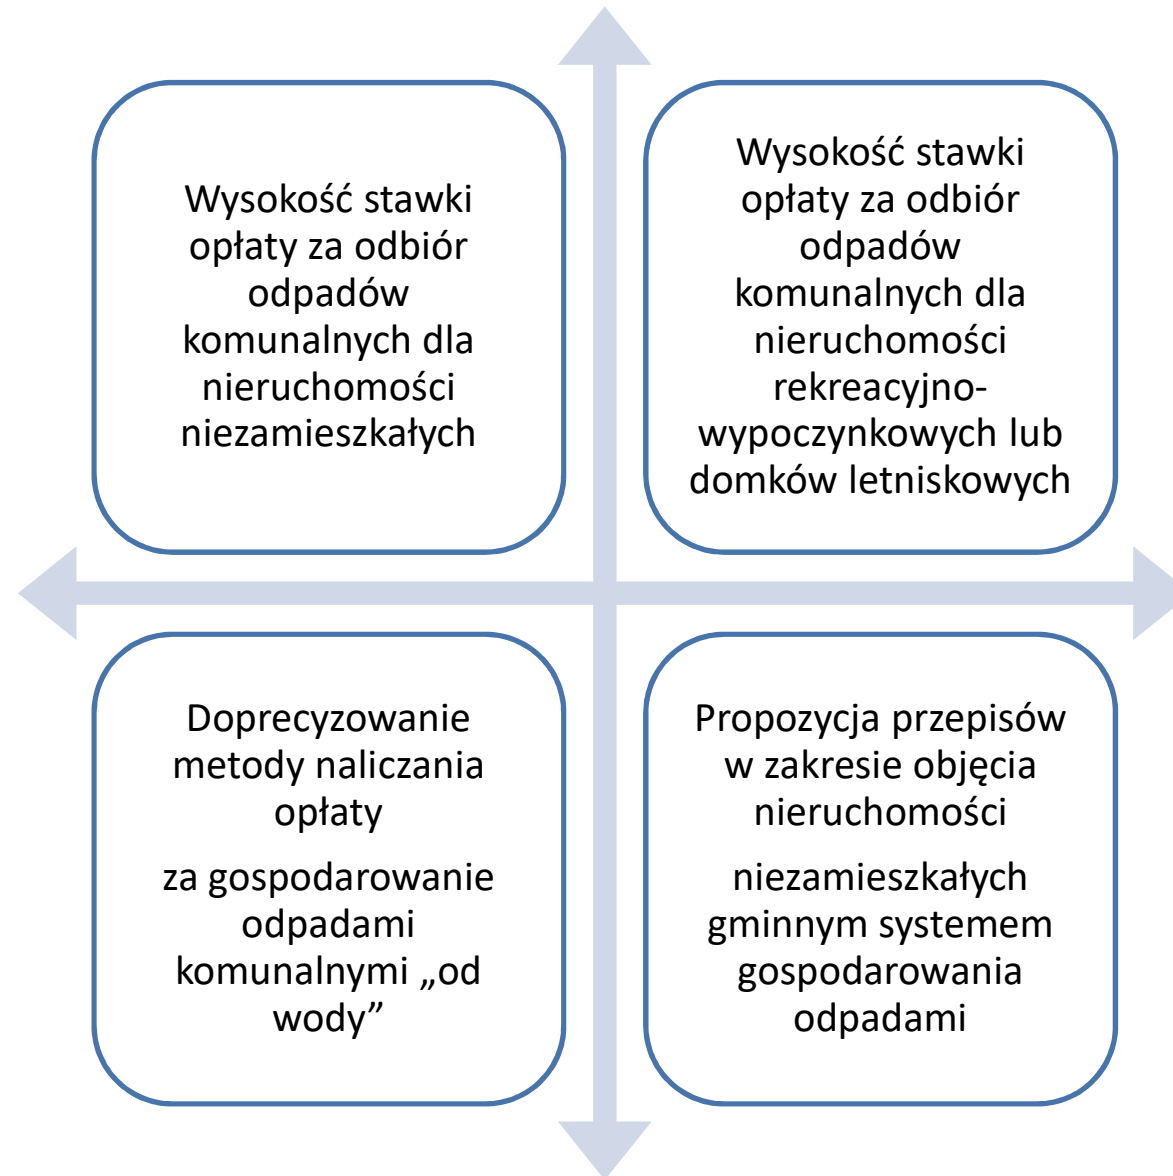 Wysokość stawki
opłaty za odbiór
odpadów
komunalnych dla
nieruchomości
niezamieszkałych
Wysokość stawki
opłaty za odbiór
odpadów
komunalnych dla
nieruchomości
rekreacyjno-
wypoczynkowych lub
domków letniskowych
Doprecyzowanie
metody naliczania
opłaty
za gospodarowanie
odpadami
komunalnymi „od
wody”
Propozycja przepisów
w zakresie objęcia
nieruchomości
niezamieszkałych
gminnym systemem
gospodarowania
odpadami